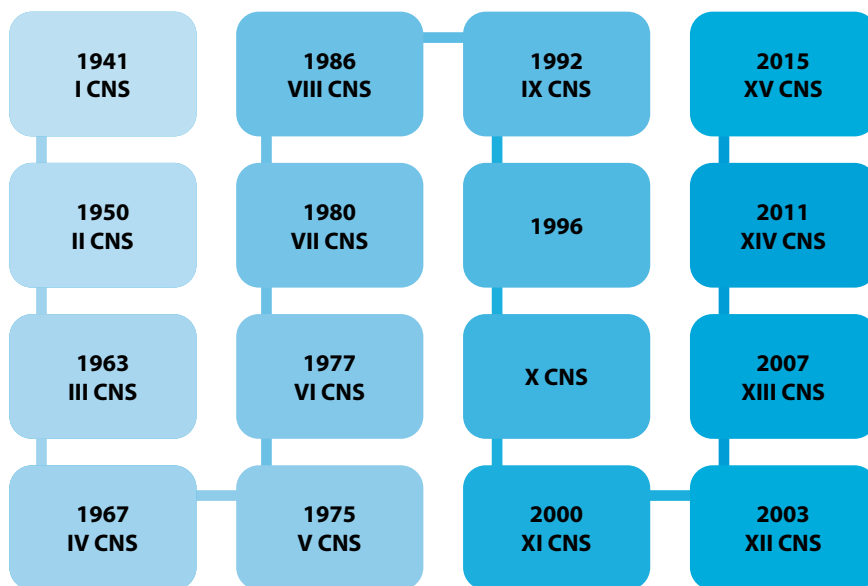 1941
I CNS
1950
II CNS
1963
III CNS
1967
IV CNS
1975
V CNS
1977
VI CNS
1980
VII CNS
1986
VIII CNS
1992
IX CNS
1996
X CNS
2000
XI CNS
2003
XII CNS
2007
XIII CNS
2011
XIV CNS
2015
XV CNS